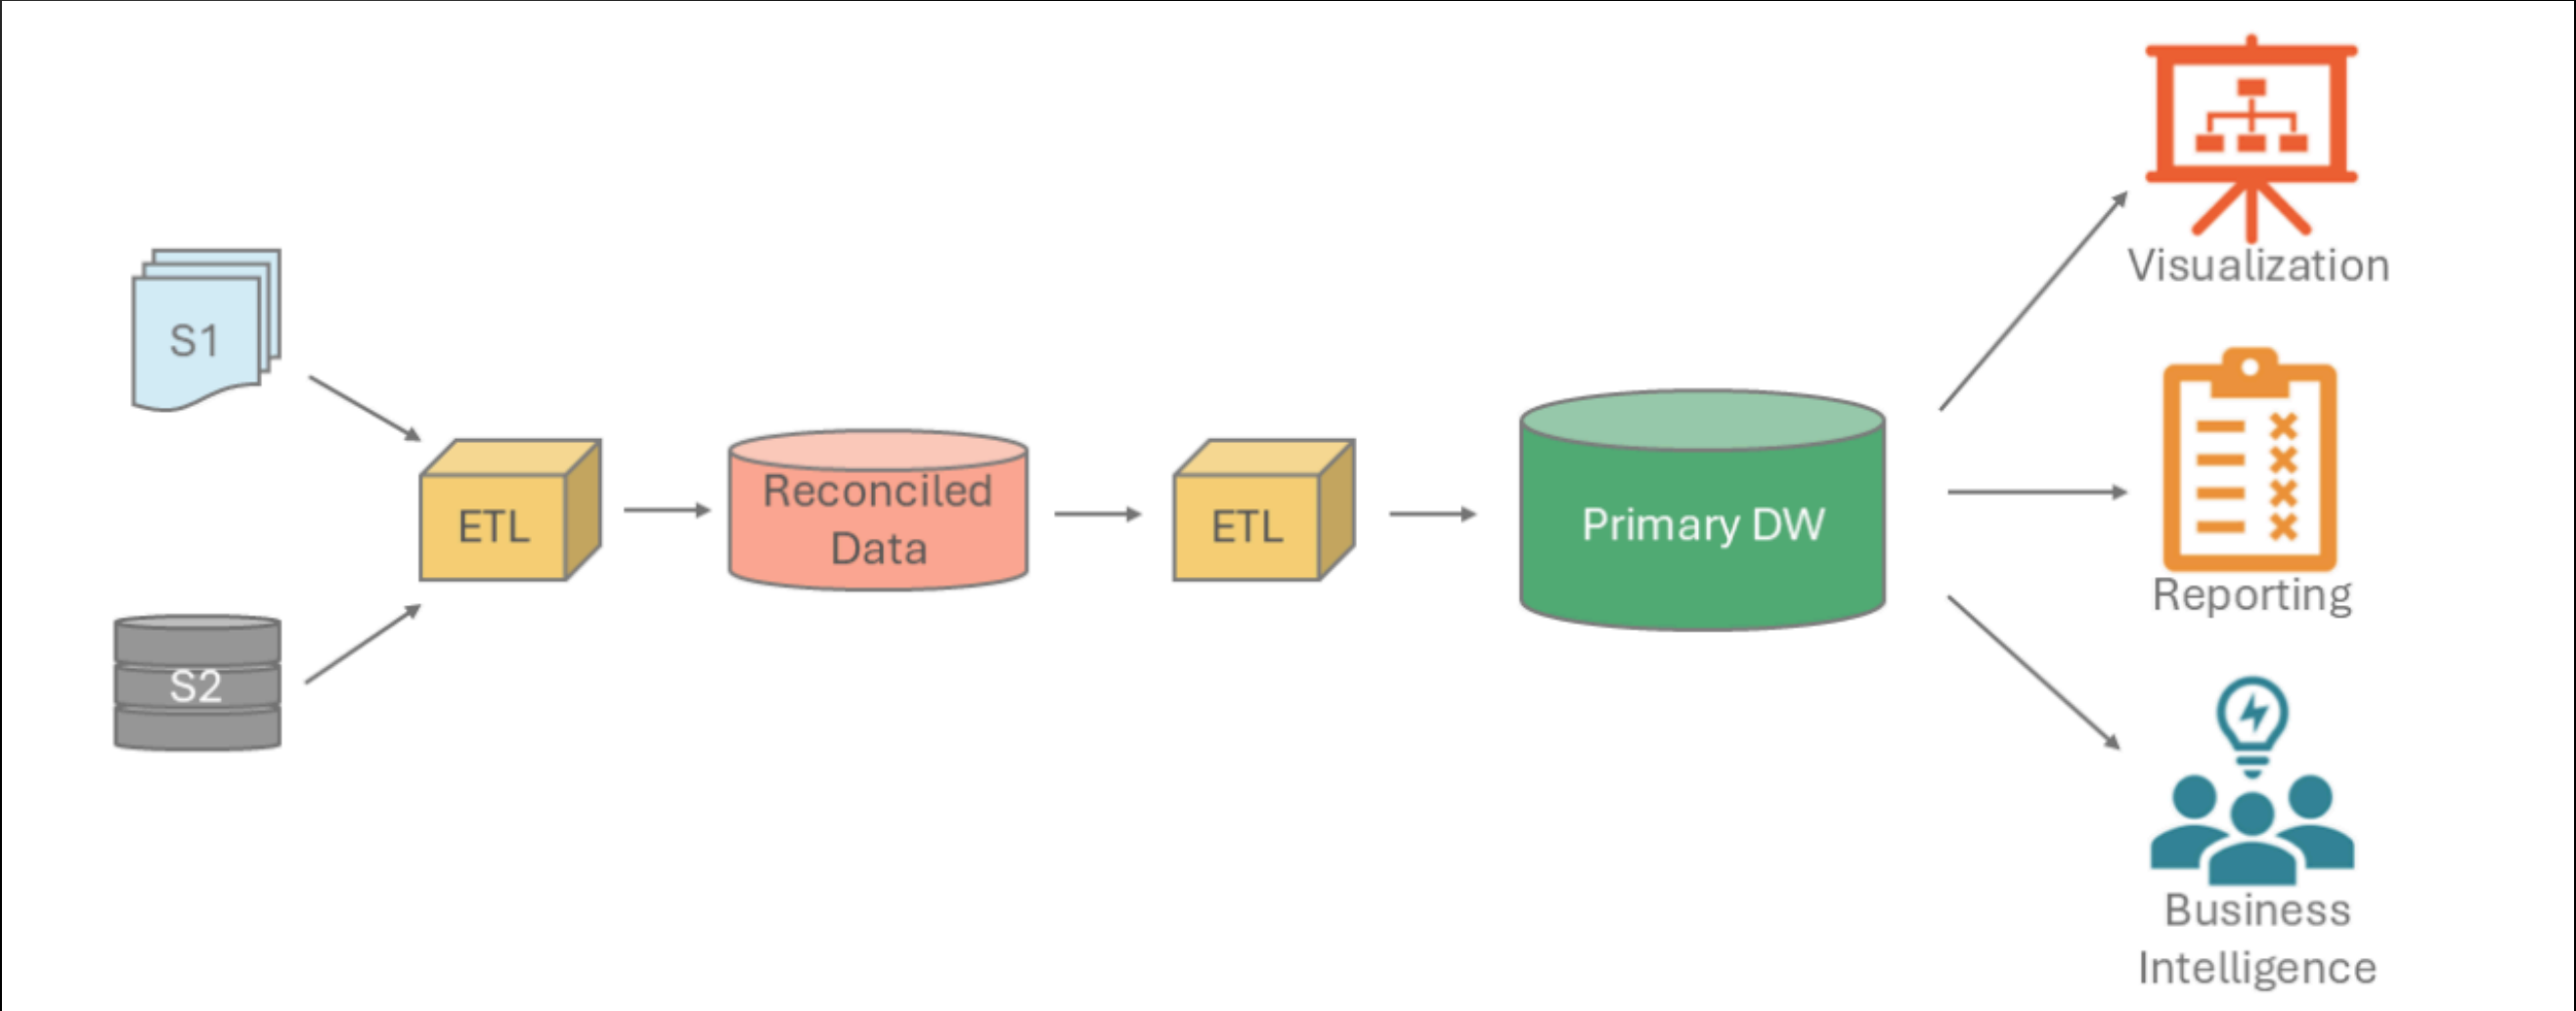 S1
S2
ETL
Reconciled
Data
ETL
Primary DW
Visualization
Reporting
Business
Intelligence